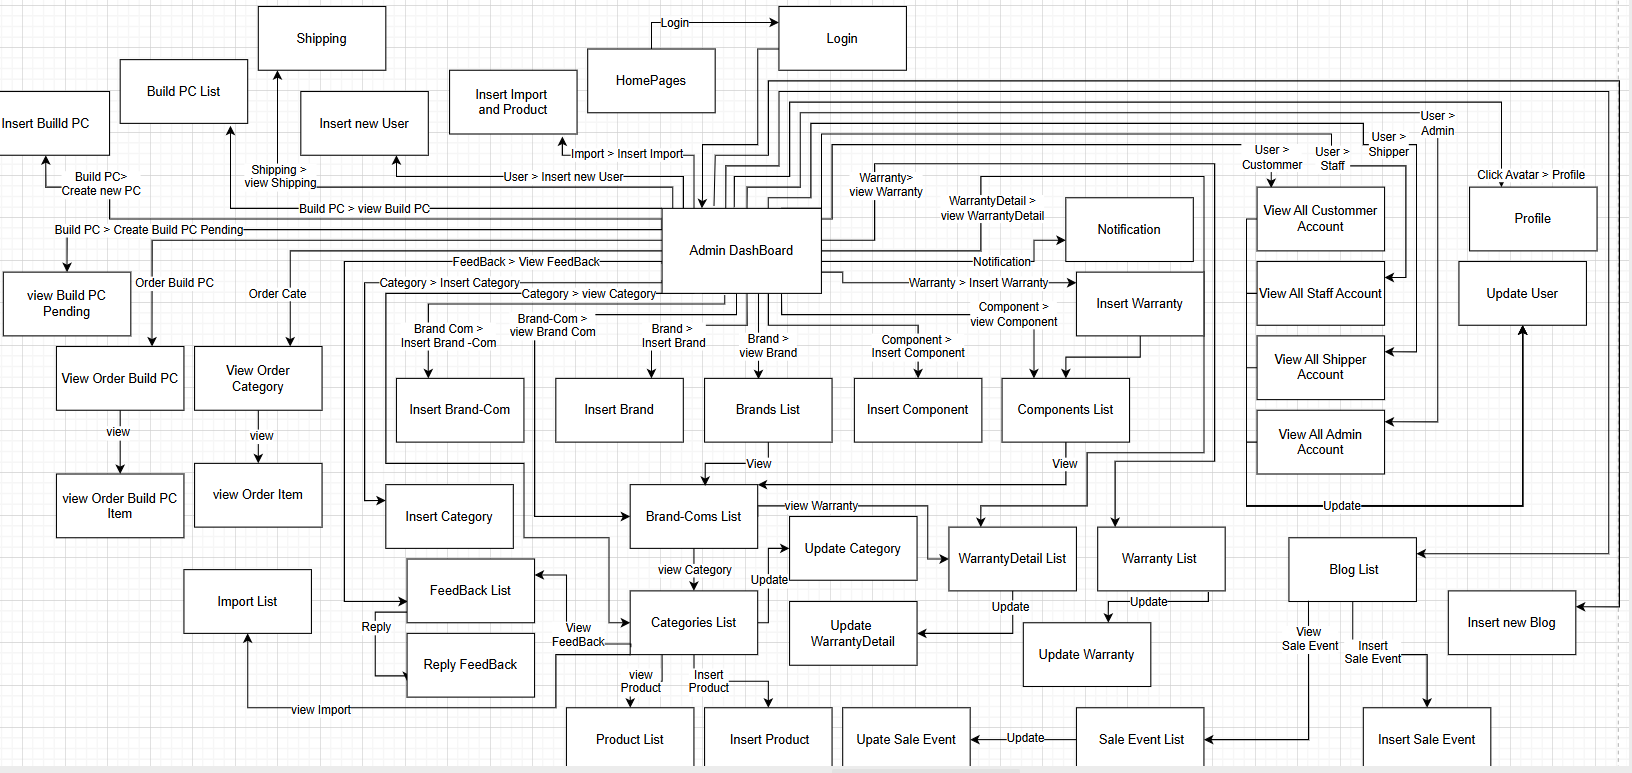 Shipping
Login
Login
HomePages
Build PC List
Insert Import
and Product
Insert Builld PC
Insert new User
User >
Admin
User >
Shipper
Import > Insert Import
User >
Custommer
User >
Staff
Shipping >
view Shipping
Build PC>
Create new PC
User > Insert new User
Warranty>
view Warranty
Click Avatar > Profile
Build PC > view Build PC
WarrantyDetail >
view WarrantyDetail
View All Custommer
Account
Profile
Build PC > Create Build PC Pending
Notification
Admin DashBoard
FeedBack > View FeedBack
Notification
Order Build PC
Category > Insert Category
Warranty > Insert Warranty
view Build PC
Pending
Order Cate
Category > view Category
View All Staff Account
Update User
Insert Warranty
Component >
view Component
Brand Com >
Insert Brand -Com
Brand-Com >
view Brand Com
Brand >
Insert Brand
Brand >
view Brand
Component >
Insert Component
View All Shipper
Account
View Order Build PC
View Order
Category
Insert Brand-Com
Insert Brand
Brands List
Insert Component
Components List
view
view
View All Admin
Account
View
View
view Order Build PC
Item
view Order Item
Insert Category
Brand-Coms List
view Warranty
Update
Update Category
WarrantyDetail List
Warranty List
view Category
Update
Blog List
FeedBack List
Import List
Update
Update
Categories List
Insert new Blog
Reply
View
FeedBack
Update
WarrantyDetail
View
Sale Event
Insert
Sale Event
Update Warranty
Reply FeedBack
view
Product
Insert
Product
view Import
Product List
Insert Product
Upate Sale Event
Update
Sale Event List
Insert Sale Event